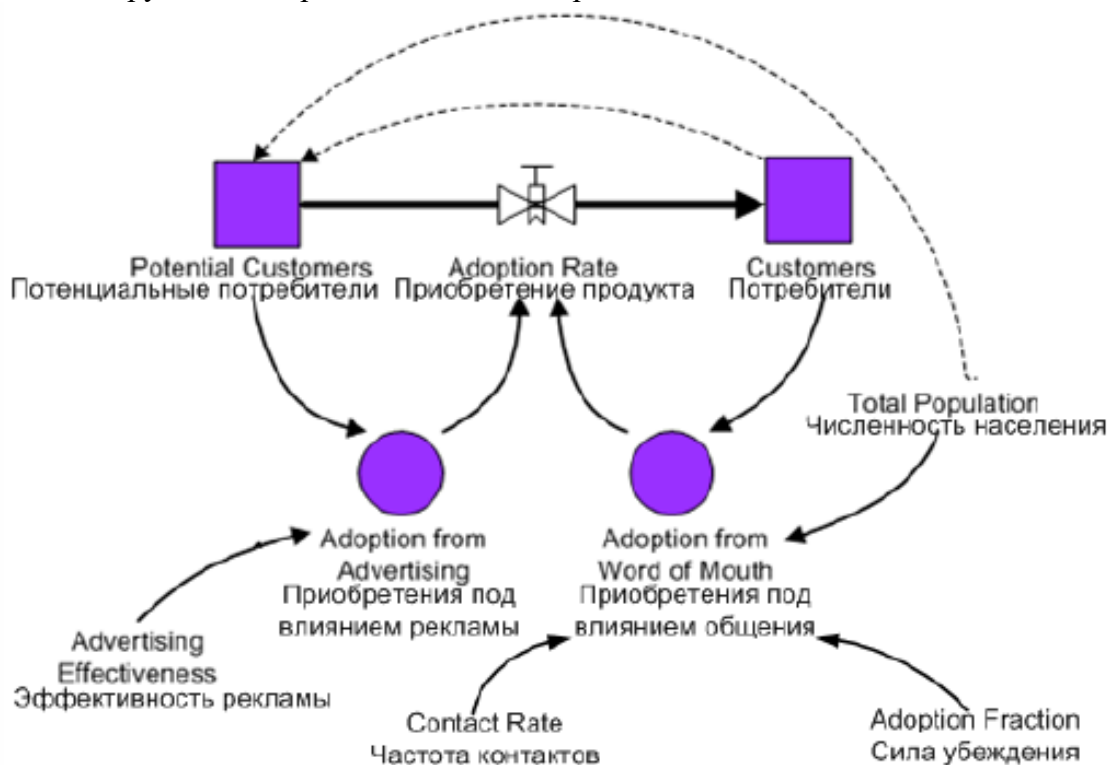 Potential Customers
Потенциальные потребители
Adoption Rate
Приобретение продукта
Customers
Потребители
Total Population
Численность населения
Adoption from
Advertising
Приобретения под
влиянием рекламы
Adoption from
Word of Mouth
Приобретения под
влиянием общения
Advertising
Effectiveness
Эффективность рекламы
Contact Rate
Частота контактов
Adoption Fraction
Сила убеждения